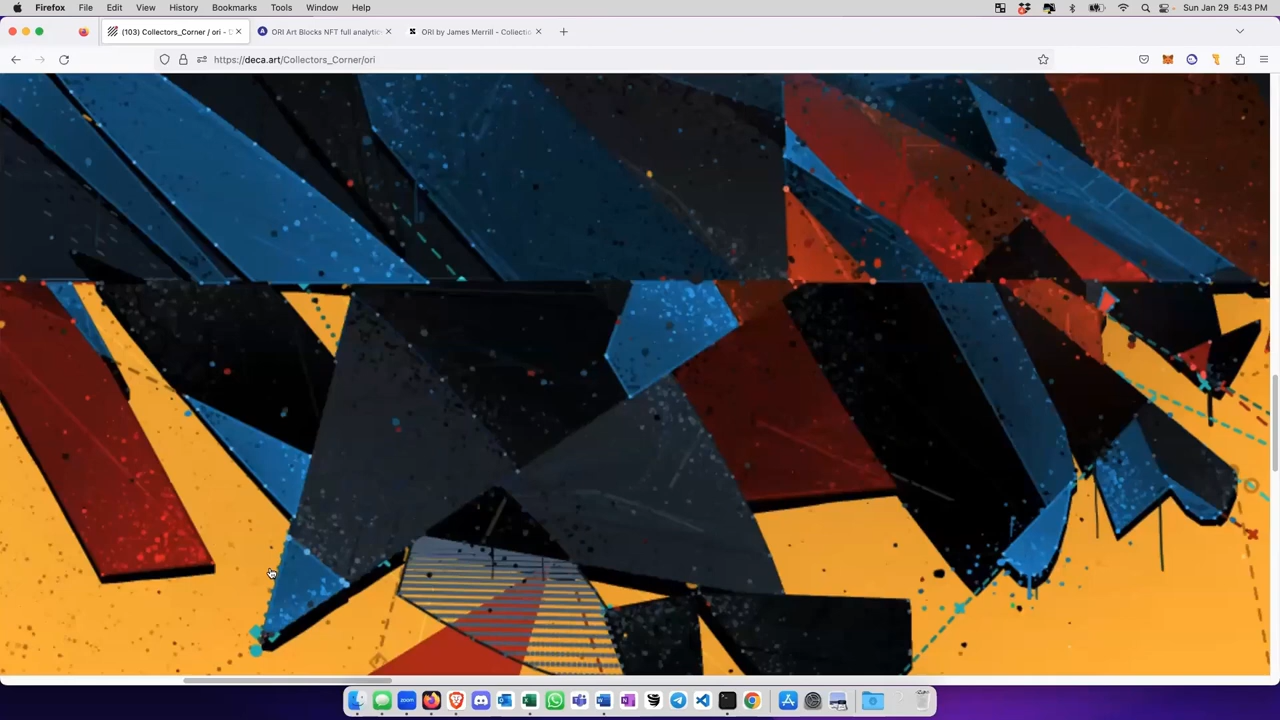 Firefox File Edit View History Bookmarks Tools Window Help Sun Jan 29 5:43 PM
(103) Collectors_Corner / ori - D ORI Art Blocks NFT full analytic ORI by James Merrill - Collectio
https://deca.art/Collectors_Corner/ori
zoom